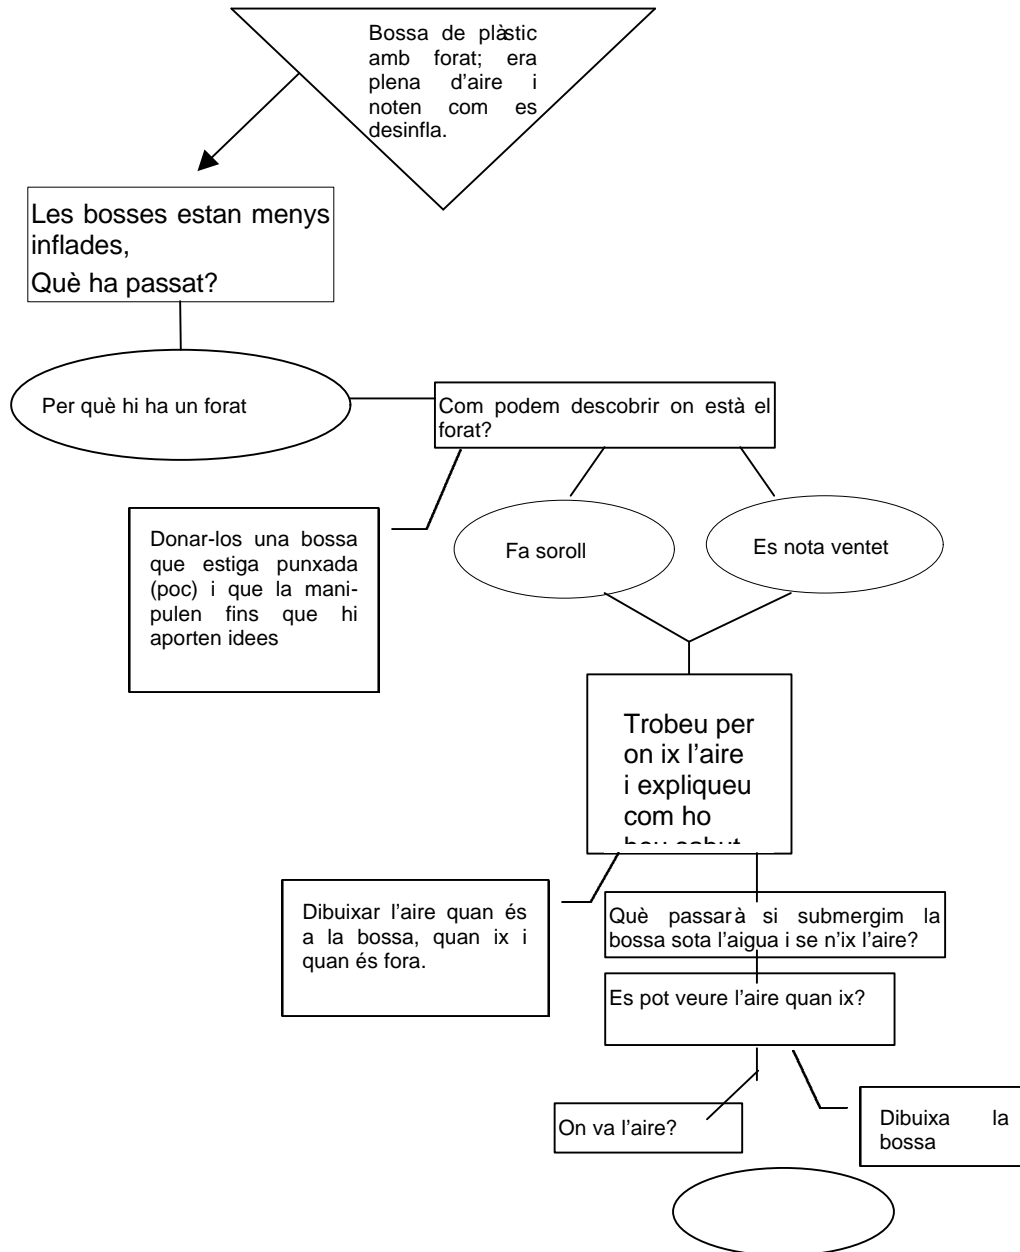 Bossa de plàstic
amb forat; era
plena d'aire i
noten com es
desinfla.
Les bosses estan menys
inflades,
Què ha passat?
Per què hi ha un forat
Com podem descobrir on està el
forat?
Donar-los una bossa
que estiga punxada
(poc) i que la mani-
pulen fins que hi
aporten idees
Fa soroll
Es nota ventet
Trobeu per
on ix l'aire
i expliqueu
com ho
heu sabut
Dibuixar l'aire quan és
a la bossa, quan ix i
quan és fora.
Què passarà si submergim la
bossa sota l'aigua i se n'ix l'aire?
Es pot veure l'aire quan ix?
On va l'aire?
Dibuixa la
bossa